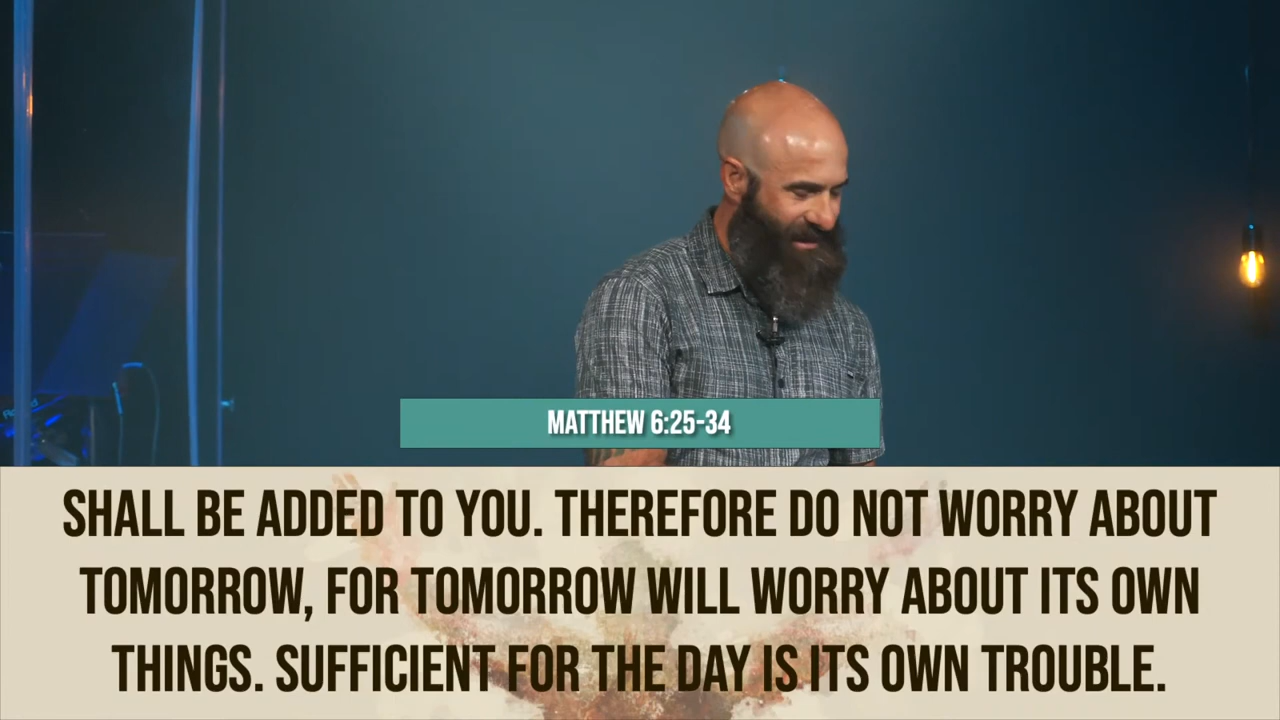 MATTHEW 6:25-34
SHALL BE ADDED TO YOU. THEREFORE DO NOT WORRY ABOUT
TOMORROW, FOR TOMORROW WILL WORRY ABOUT ITS OWN
THINGS. SUFFICIENT FOR THE DAY IS ITS OWN TROUBLE.